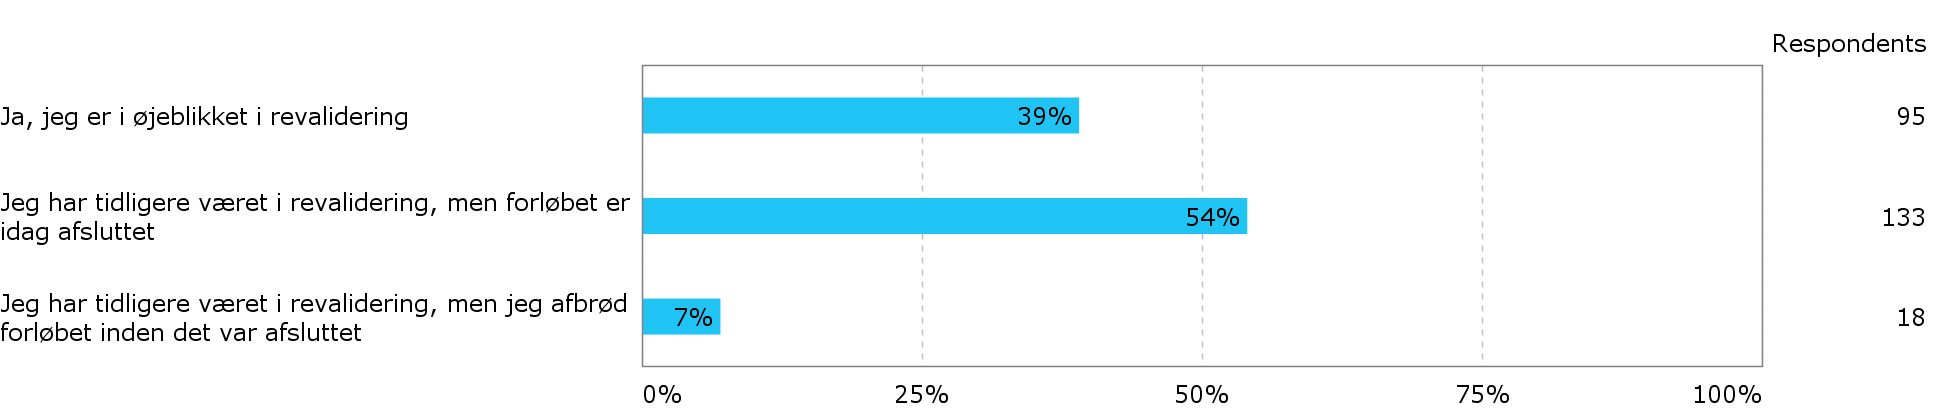 Respondents
Ja, jeg er i øjeblikket i revalidering
39%
95
Jeg har tidligere været i revalidering, men forløbet er
idag afsluttet
54%
133
Jeg har tidligere været i revalidering, men jeg afbrød
forløbet inden det var afsluttet
7%
18
0%
25%
50%
75%
100%